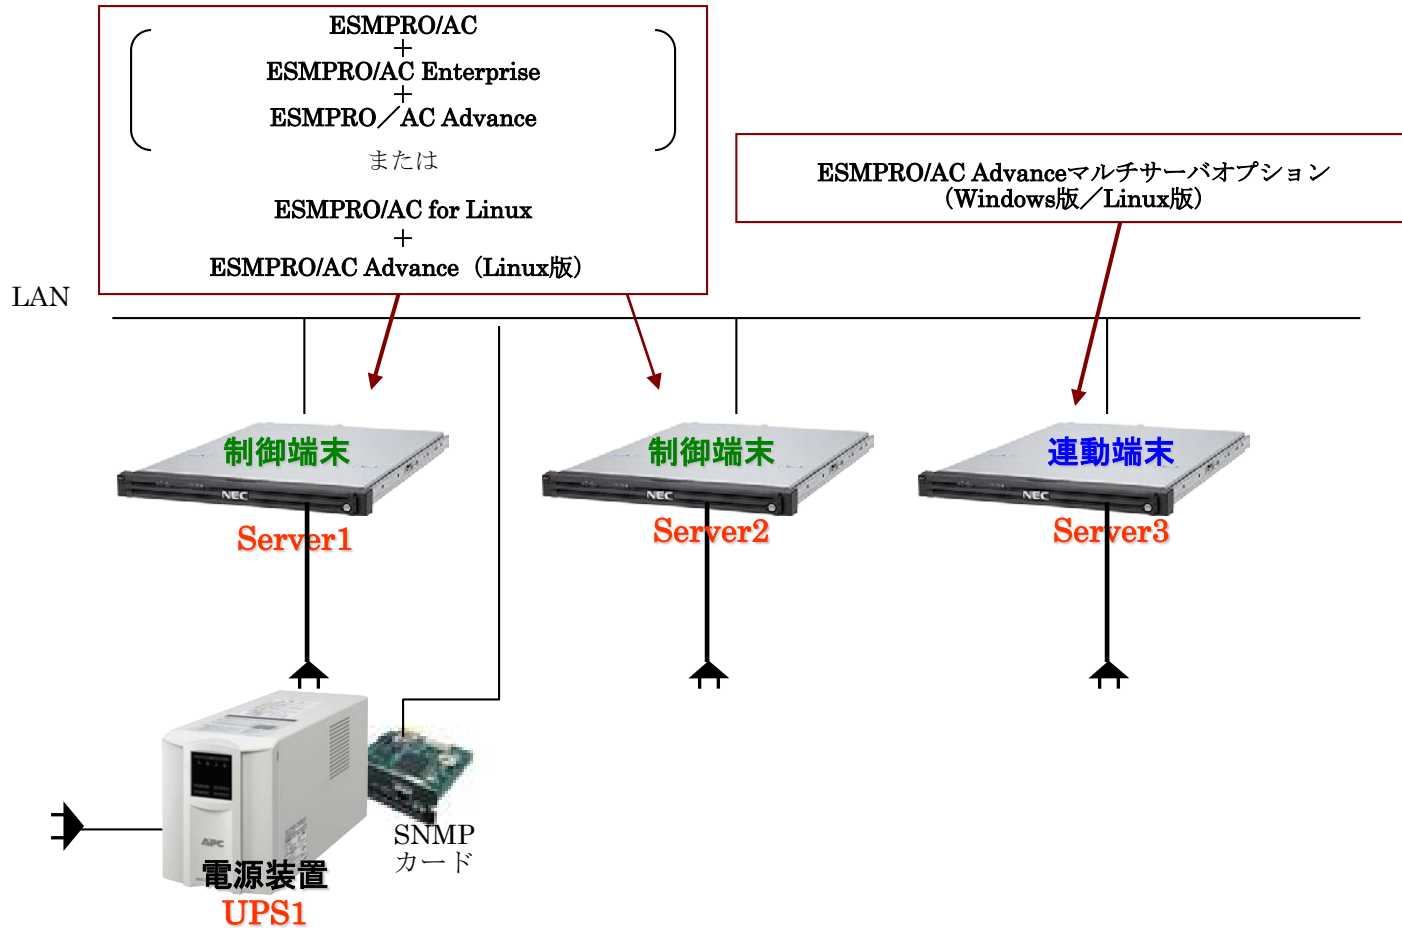 ESMPRO/AC
＋
ESMPRO/AC Enterprise
＋
ESMPRO／AC Advance
または
ESMPRO/AC for Linux
＋
ESMPRO/AC Advance（Linux版）
ESMPRO/AC Advanceマルチサーバオプション
（Windows版／Linux版）
LAN
制御端末
NEC
Server1
制御端末
NEC
Server2
連動端末
NEC
Server3
APC
SNMP
カード
電源装置
UPS1